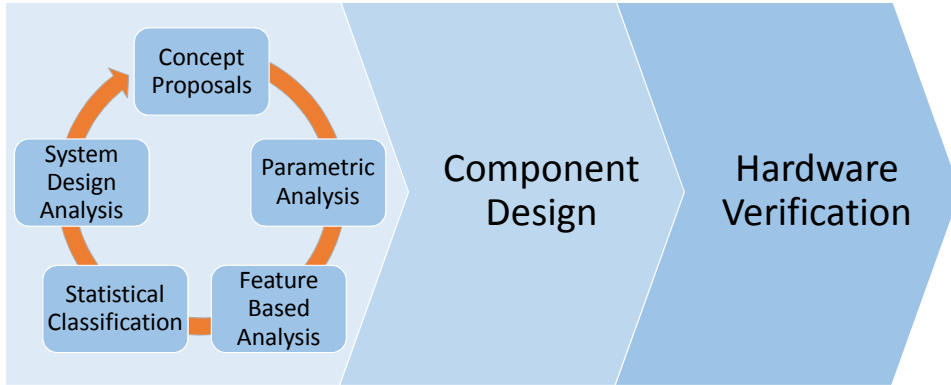 Concept
Proposals
Parametric
Analysis
Feature
Based
Analysis
Statistical
Classification
System
Design
Analysis
Component
Design
Hardware
Verification